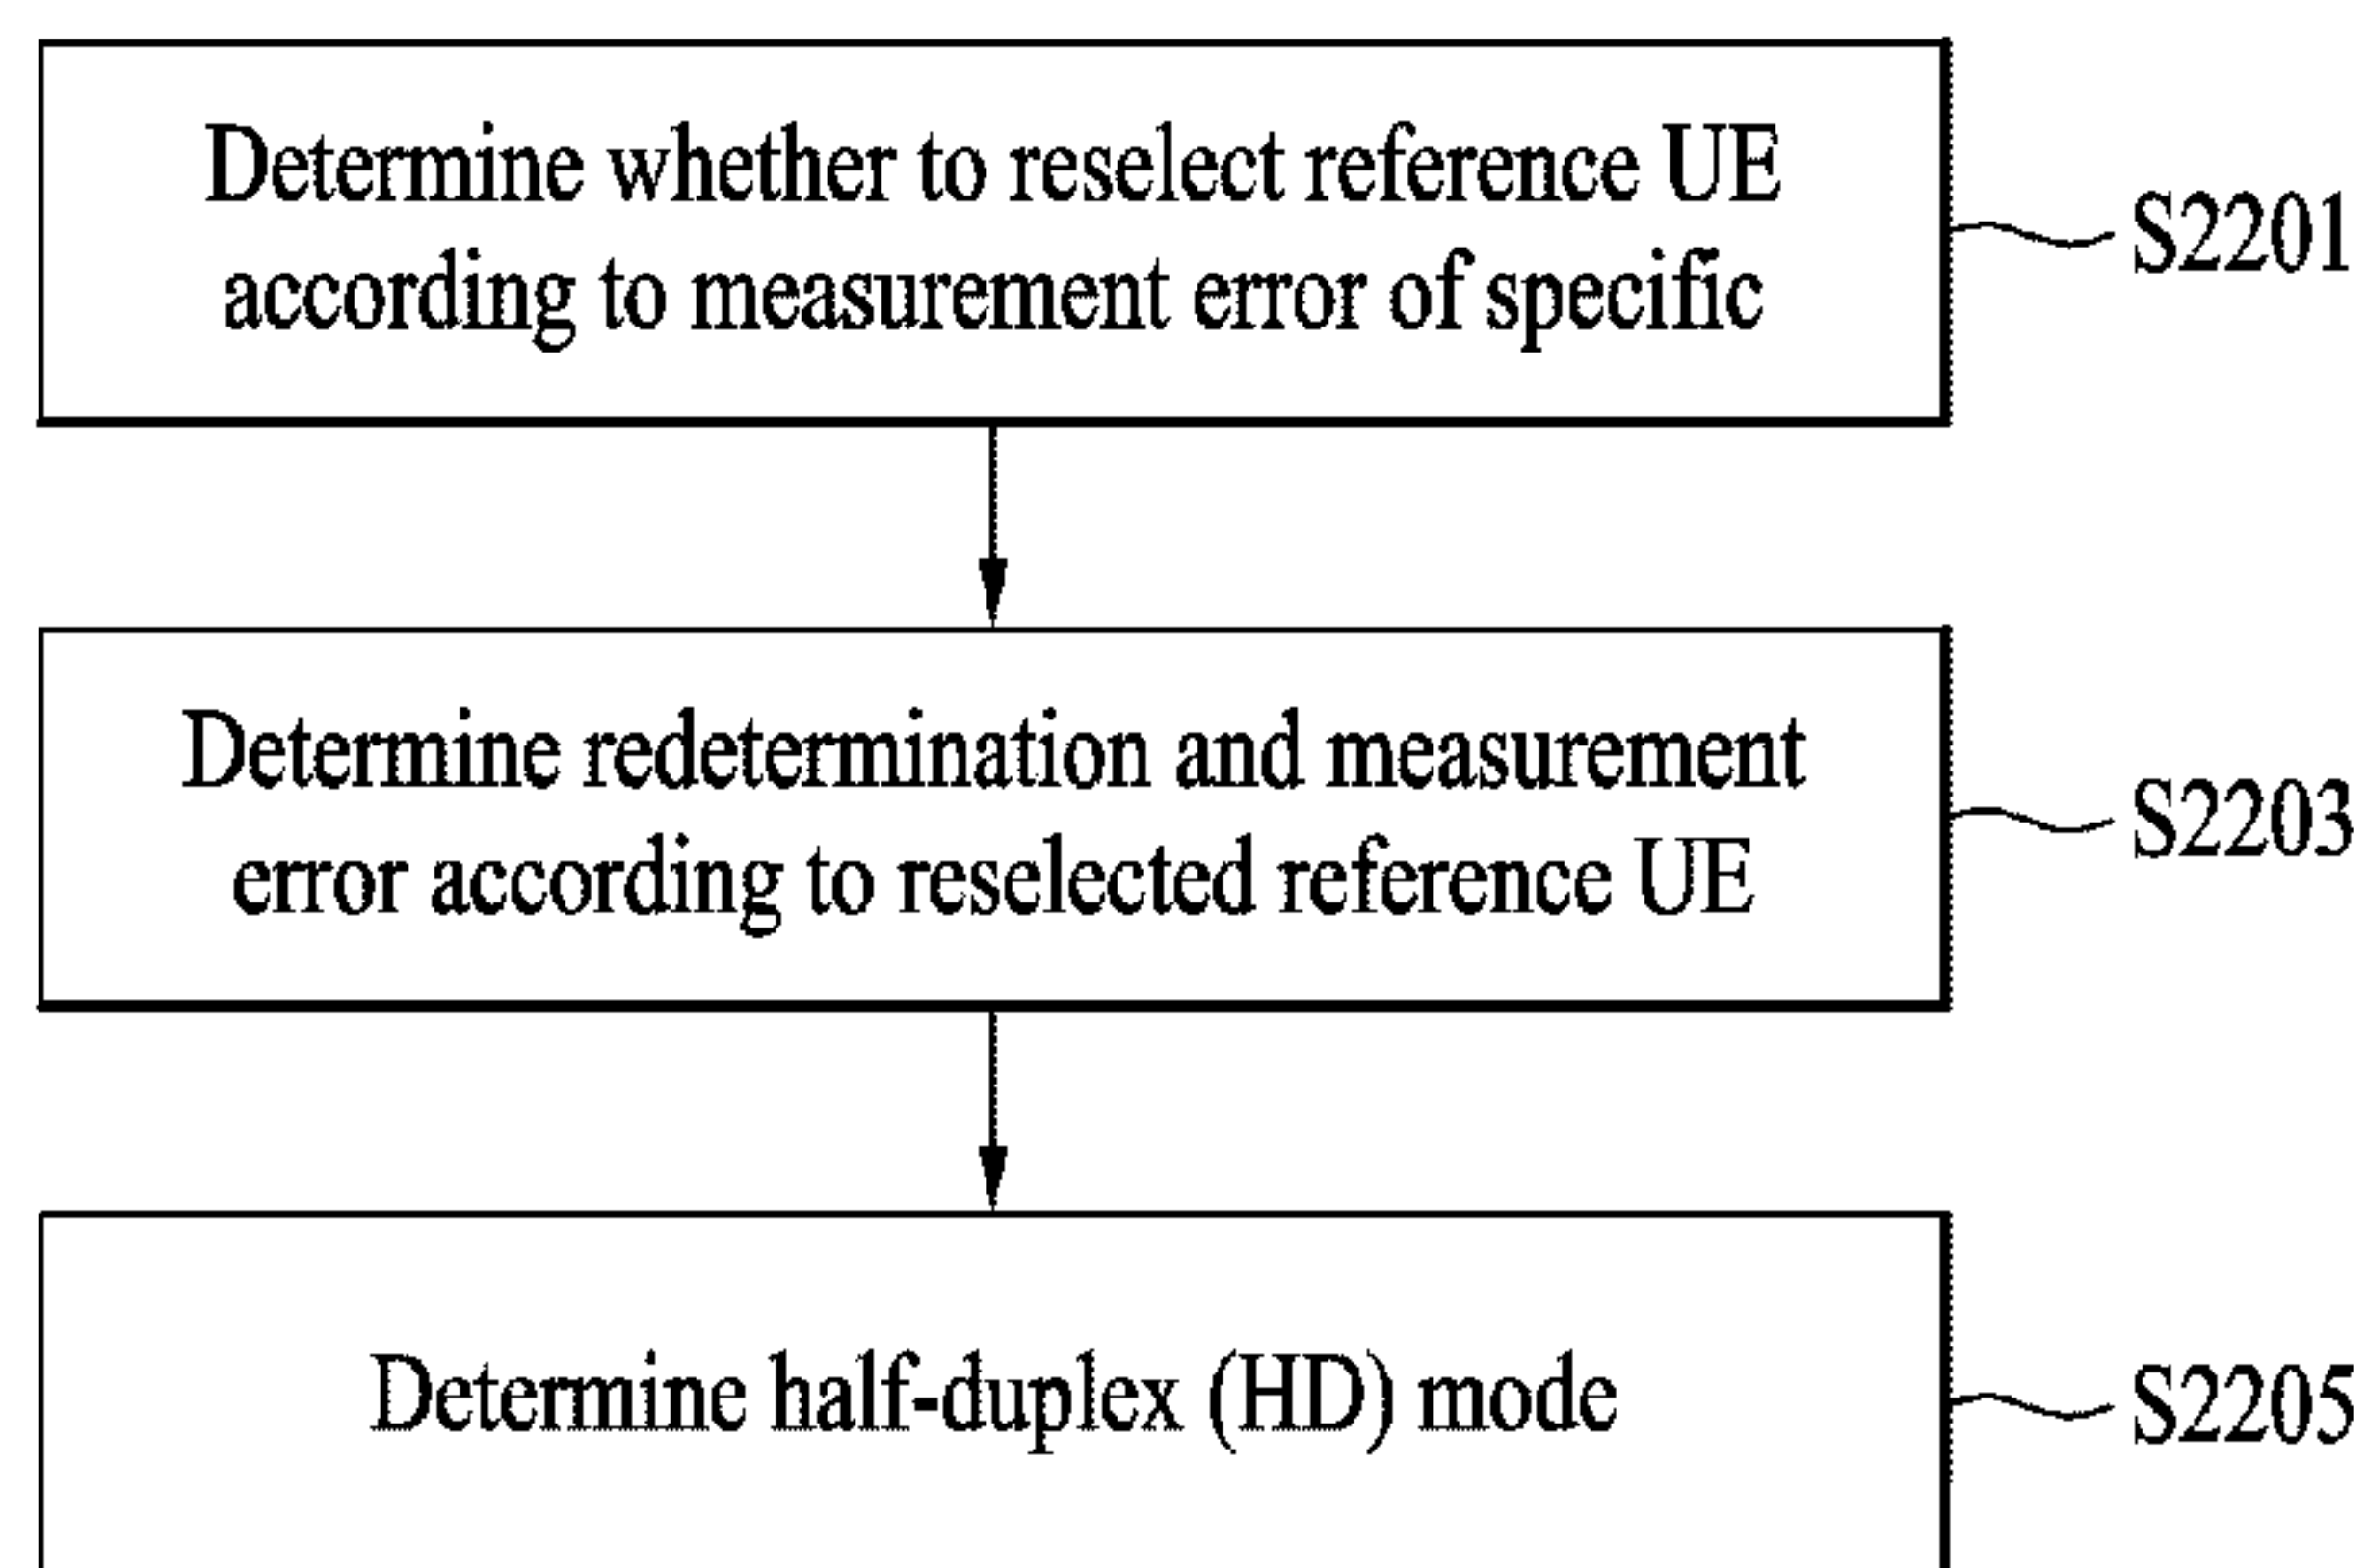 Determine whether to reselect reference UE
according to measurement error of specific
S2201
Determine redetermination and measurement
error according to reselected reference UE
S2203
Determine half-duplex (HD) mode
S2205